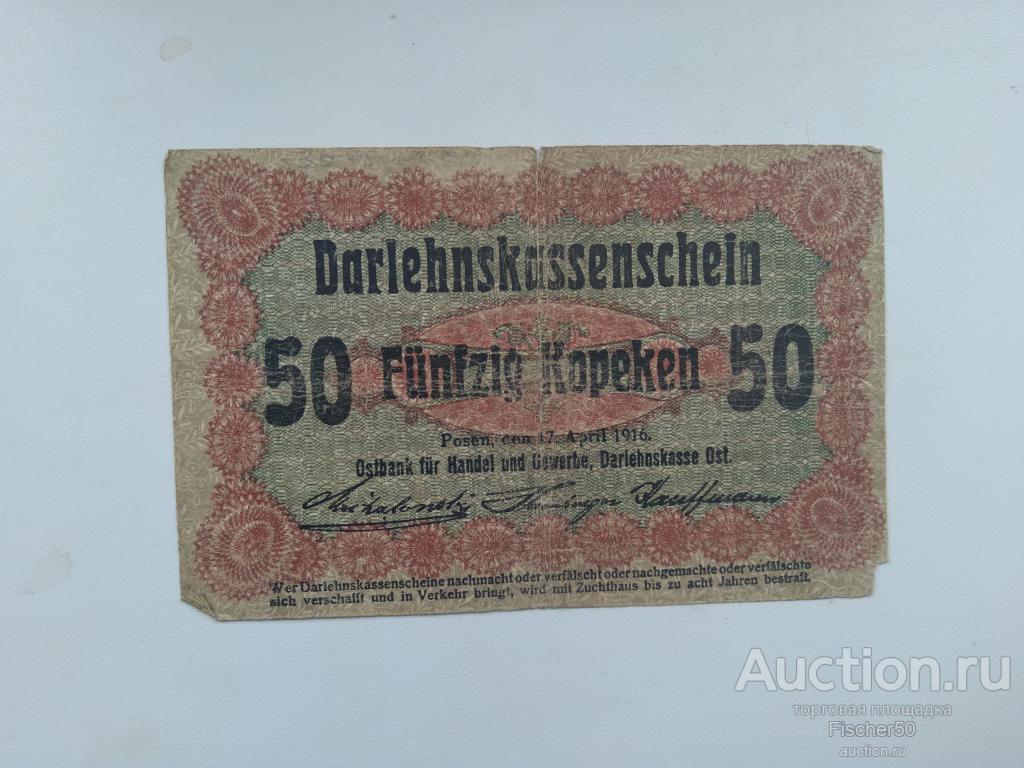 Darlehnskassenschein
50 Fünfzig Kopeken 50
Posen, den 17. April 1916.
Ostbank für Handel und Gewerbe, Darlehnskasse Ost.
Kauffmann
Wer Darlehnskassenscheine nachmacht oder verfälscht oder nachgemachte oder verfälschte
sich verschafft und in Verkehr bringt, wird mit Zuchthaus bis zu acht Jahren bestraft.
Auction.ru
торговая площадка
Fischer50
auction.ru